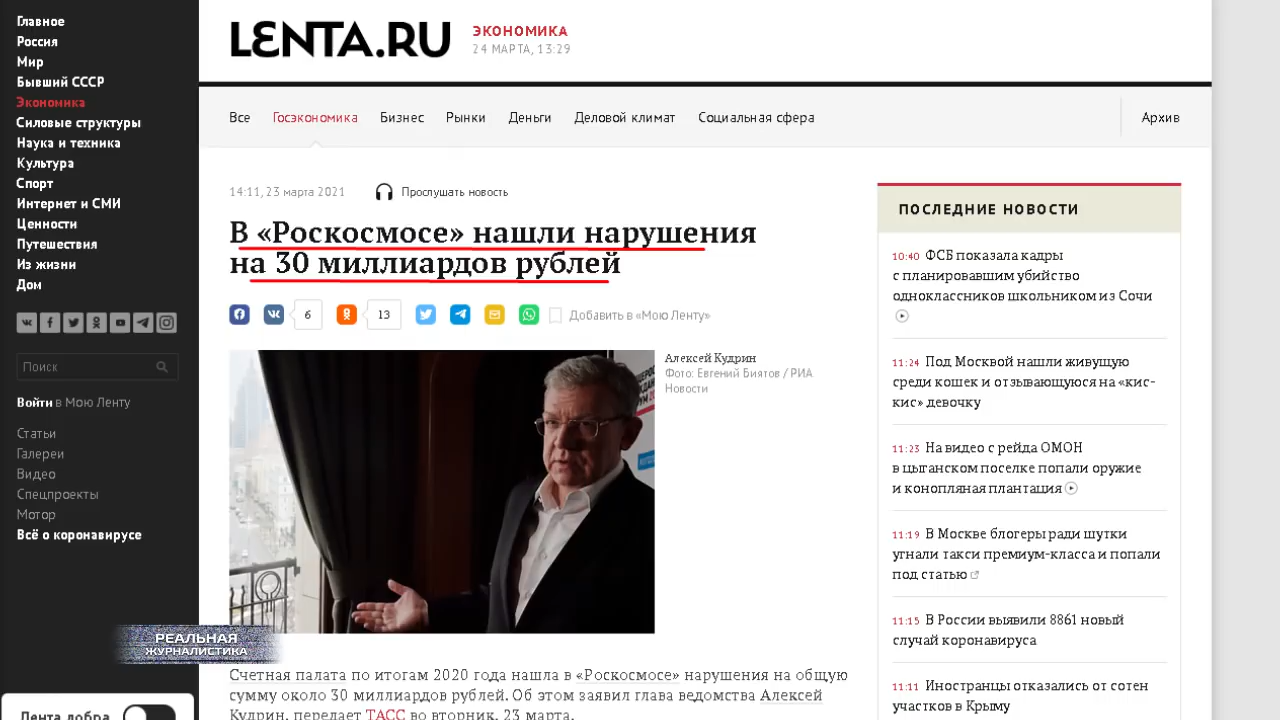 Главное
Россия
Мир
Бывший СССР
Экономика
Силовые структуры
Наука и техника
Культура
Спорт
Интернет и СМИ
Ценности
Путешествия
Из жизни
Дом
Поиск
Войти в Мою Ленту
Статьи
Галереи
Видео
Спецпроекты
Мотор
Всё о коронавирусе
Лента добра
РЕАЛЬНАЯ
ЖУРНАЛИСТИКА
LENTA.RU
ЭКОНОМИКА
24 МАРТА, 13:29
Все Госэкономика Бизнес Рынки Деньги Деловой климат Социальная сфера Архив
14:11, 23 марта 2021 Прослушать новость
В «Роскосмосе» нашли нарушения
на 30 миллиардов рублей
6 13 Добавить в «Мою Ленту»
Алексей Кудрин
Фото: Евгений Биятов / РИА
Новости
Счетная палата по итогам 2020 года нашла в «Роскосмосе» нарушения на общую
сумму около 30 миллиардов рублей. Об этом заявил глава ведомства Алексей
Кудрин, передает ТАСС во вторник, 23 марта.
ПОСЛЕДНИЕ НОВОСТИ
10:40 ФСБ показала кадры
с планировавшим убийство
одноклассников школьником из Сочи
11:24 Под Москвой нашли живущую
среди кошек и отзывающуюся на «кис-
кис» девочку
11:23 На видео с рейда ОМОН
в цыганском поселке попали оружие
и конопляная плантация
11:19 В Москве блогеры ради шутки
угнали такси премиум-класса и попали
под статью
11:15 В России выявили 8861 новый
случай коронавируса
11:11 Иностранцы отказались от сотен
участков в Крыму